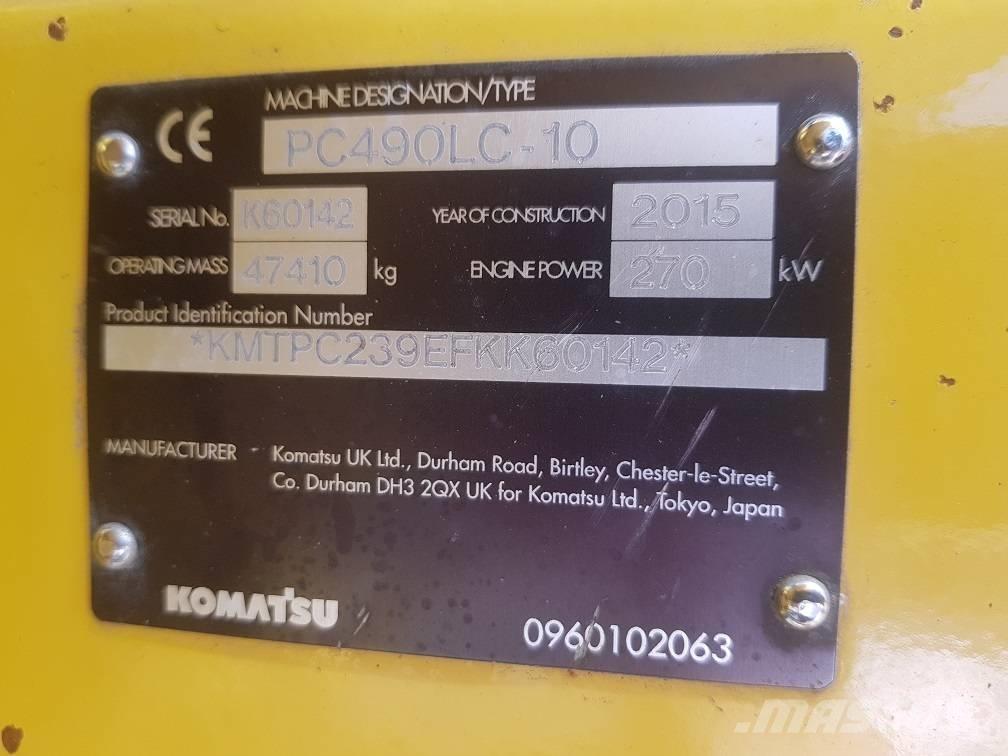 CE
MACHINE DESIGNATION/TYPE
PC490LC-10
SERIAL No. K60142 YEAR OF CONSTRUCTION 2015
OPERATING MASS 47410 kg ENGINE POWER 270 kW
Product Identification Number
*KMTPC239EFKK60142*
MANUFACTURER Komatsu UK Ltd., Durham Road, Birtley, Chester-le-Street,
Co. Durham DH3 2QX UK for Komatsu Ltd., Tokyo, Japan
KOMATSU
0960102063